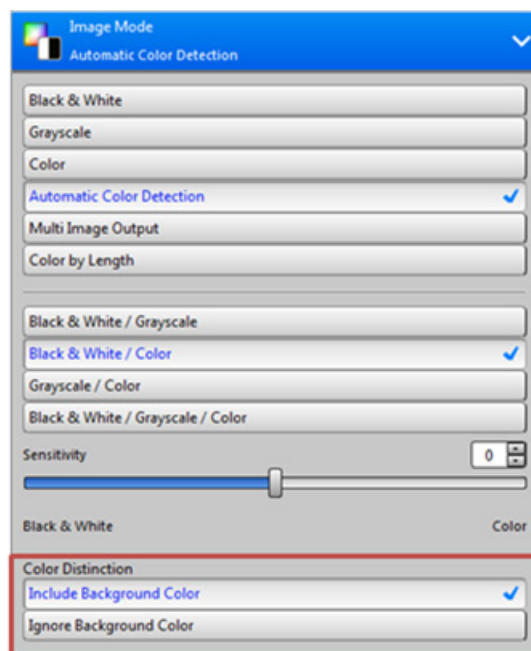 Image Mode
Automatic Color Detection
Black & White
Grayscale
Color
Automatic Color Detection
Multi Image Output
Color by Length
Black & White / Grayscale
Black & White / Color
Grayscale / Color
Black & White / Grayscale / Color
Sensitivity 0
Black & White Color
Color Distinction
Include Background Color
Ignore Background Color